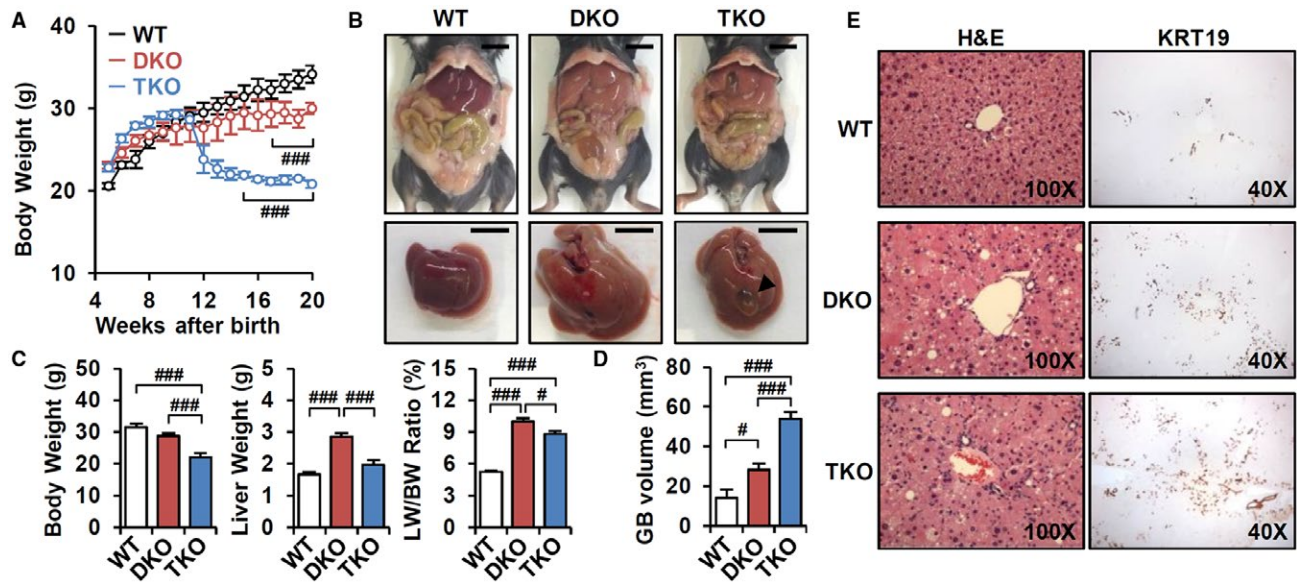 A
Body Weight (g)
40
30
20
10
WT
DKO
TKO
###
###
4 8 12 16 20
Weeks after birth
B
WT DKO TKO
C
Body Weight (g)
50
40
30
20
10
0
###
###
WT DKO TKO
Liver Weight (g)
5
4
3
2
1
0
### ###
WT DKO TKO
LW/BW Ratio (%)
15
12
9
6
3
0
###
### #
WT DKO TKO
D
GB volume (mm³)
80
60
40
20
0
###
###
#
WT DKO TKO
E
H&E KRT19
WT
100X 40X
DKO
100X 40X
TKO
100X 40X